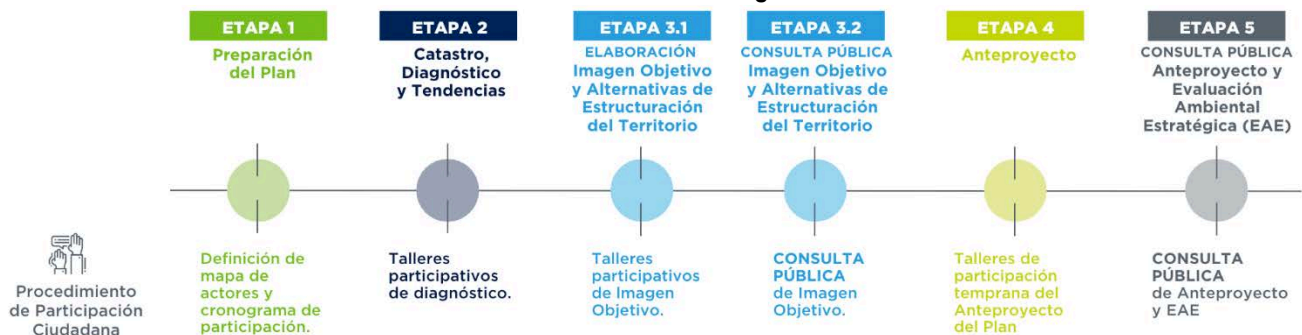 ETAPA 1
Preparación
del Plan
ETAPA 2
Catastro,
Diagnóstico
y Tendencias
ETAPA 3.1
ELABORACIÓN
Imagen Objetivo
y Alternativas de
Estructuración
del Territorio
ETAPA 3.2
CONSULTA PÚBLICA
Imagen Objetivo
y Alternativas de
Estructuración
del Territorio
ETAPA 4
Anteproyecto
ETAPA 5
CONSULTA PÚBLICA
Anteproyecto y
Evaluación
Ambiental
Estratégica (EAE)
Procedimiento
de Participación
Ciudadana
Definición de
mapa de
actores y
cronograma de
participación.
Talleres
participativos
de diagnóstico.
Talleres
participativos
de Imagen
Objetivo.
CONSULTA
PÚBLICA
de Imagen
Objetivo.
Talleres de
participación
temprana del
Anteproyecto
del Plan
CONSULTA
PÚBLICA
de Anteproyecto
y EAE